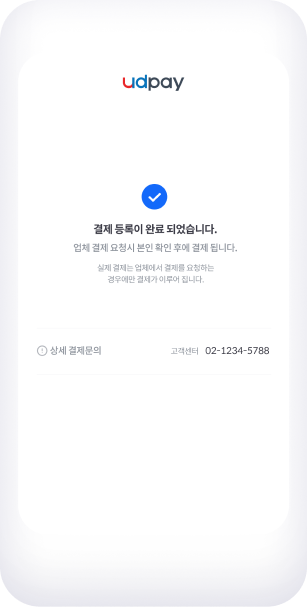 udpay
결제 등록이 완료 되었습니다.
업체 결제 요청시 본인 확인 후에 결제 됩니다.
실제 결제는 업체에서 결제를 요청하는
경우에만 결제가 이루어 집니다.
상세 결제문의 고객센터 02-1234-5788